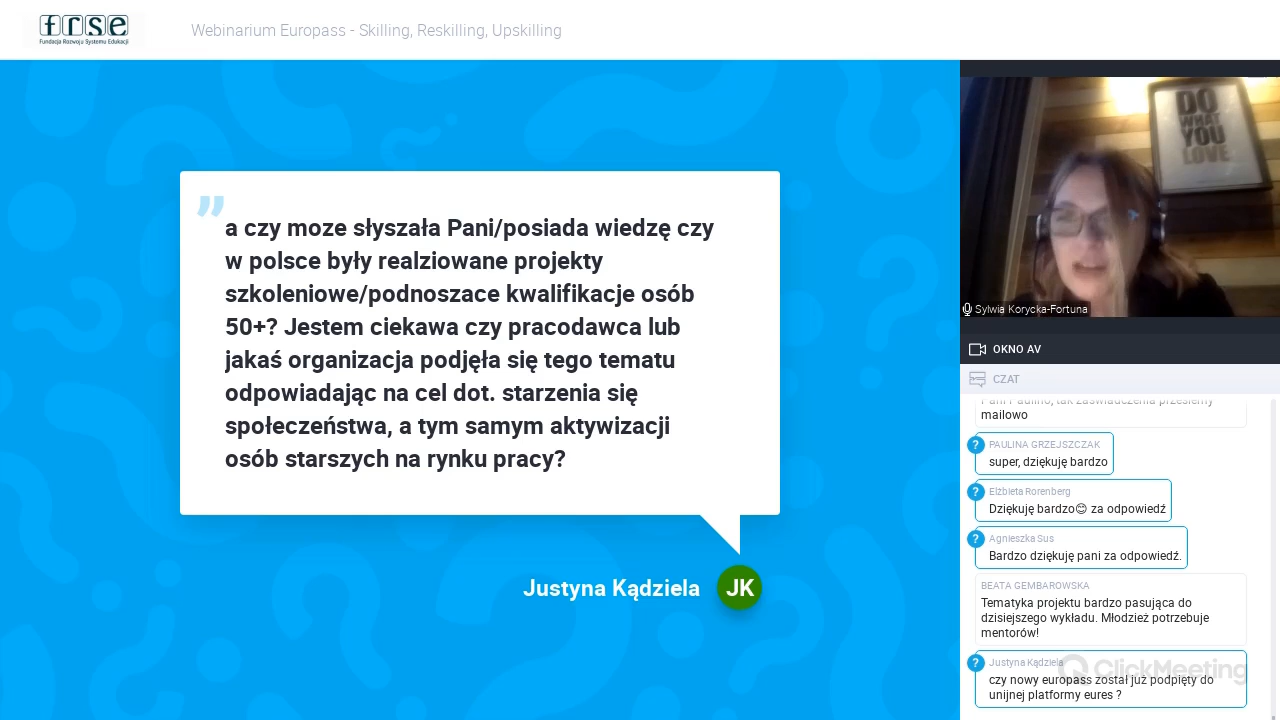 frse
Fundacja Rozwoju Systemu Edukacji
Webinarium Europass - Skilling, Reskilling, Upskilling
DO
WHAT
YOU
LOVE
”
a czy moze słyszała Pani/posiada wiedzę czy
w polsce były realziowane projekty
szkoleniowe/podnoszace kwalifikacje osób
50+? Jestem ciekawa czy pracodawca lub
jakaś organizacja podjęła się tego tematu
odpowiadając na cel dot. starzenia się
społeczeństwa, a tym samym aktywizacji
osób starszych na rynku pracy?
Justyna Kądziela JK
Sylwia Korycka-Fortuna
OKNO AV
CZAT
Pani Paulino, tak zaświadczenia prześlemy
mailowo
? PAULINA GRZEJSZCZAK
super, dziękuję bardzo
? Elżbieta Rorenberg
Dziękuję bardzo😊 za odpowiedź
? Agnieszka Sus
Bardzo dziękuję pani za odpowiedź.
BEATA GEMBAROWSKA
Tematyka projektu bardzo pasująca do
dzisiejszego wykładu. Młodzież potrzebuje
mentorów!
? Justyna Kądziela
ClickMeeting
czy nowy europass został już podpięty do
unijnej platformy eures ?